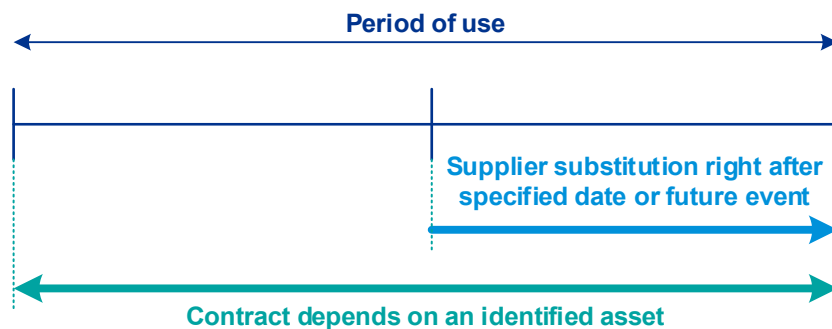 Period of use
Supplier substitution right after
specified date or future event
Contract depends on an identified asset